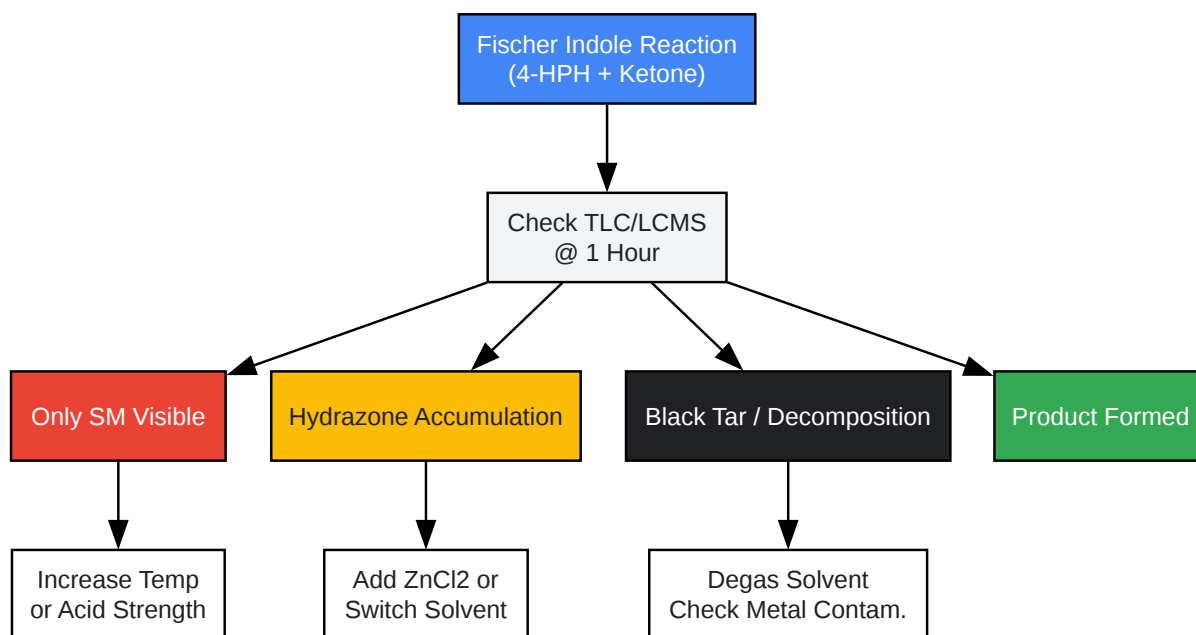 Fischer Indole Reaction
(4-HPH + Ketone)
Check TLC/LCMS
@ 1 Hour
Only SM Visible
Hydrazone Accumulation
Black Tar / Decomposition
Product Formed
Increase Temp
or Acid Strength
Add ZnCl2 or
Switch Solvent
Degas Solvent
Check Metal Contam.